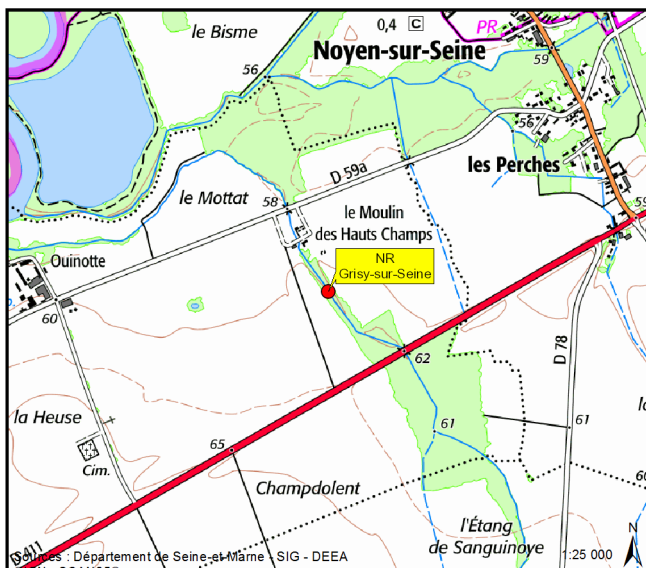 le Bisme
0,4 C
PR
Noyen-sur-Seine
59
56
56
les Perches
D 59a
le Mottat
58
le Moulin
des Hauts Champs
59
Ouinotte
NR
Grisy-sur-Seine
60
62
D 78
la Heuse
61
61
65
Cim.
Champdolent
60
l'Étang
de Sanguinoye
N
Sources : Département de Seine-et-Marne - SIG - DEEA
1:25 000